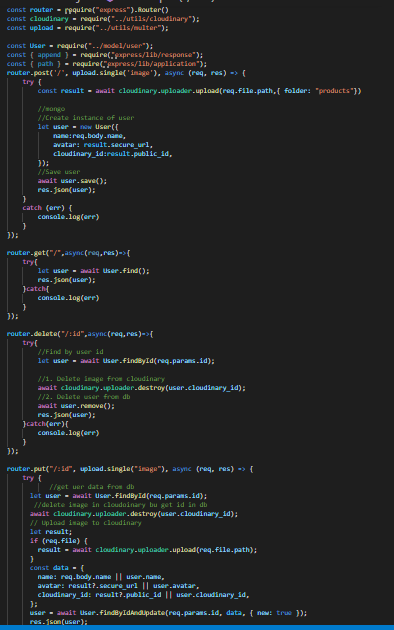 const router = require("express").Router()
const cloudinary = require("../utils/cloudinary");
const upload = require("../utils/multer");
const User = require("../model/user");
const { append } = require("express/lib/response");
const { path } = require("express/lib/application");
router.post('/', upload.single('image'), async (req, res) => {
try {
const result = await cloudinary.uploader.upload(req.file.path,{ folder: "products"})
//mongo
//Create instance of user
let user = new User({
name:req.body.name,
avatar: result.secure_url,
cloudinary_id:result.public_id,
});
//Save user
await user.save();
res.json(user);
}
catch (err) {
console.log(err)
}
});
router.get("/",async(req,res)=>{
try{
let user = await User.find();
res.json(user);
}catch{
console.log(err)
}
});
router.delete("/:id",async(req,res)=>{
try{
//Find by user id
let user = await User.findById(req.params.id);
//1. Delete image from cloudinary
await cloudinary.uploader.destroy(user.cloudinary_id);
//2. Delete user from db
await user.remove();
res.json(user);
}catch(err){
console.log(err)
}
});
router.put("/:id", upload.single("image"), async (req, res) => {
try {
//get uer data from db
let user = await User.findById(req.params.id);
//delete image in cloudoinary bu get id in db
await cloudinary.uploader.destroy(user.cloudinary_id);
// Upload image to cloudinary
let result;
if (req.file) {
result = await cloudinary.uploader.upload(req.file.path);
}
const data = {
name: req.body.name || user.name,
avatar: result?.secure_url || user.avatar,
cloudinary_id: result?.public_id || user.cloudinary_id,
};
user = await User.findByIdAndUpdate(req.params.id, data, { new: true });
res.json(user);